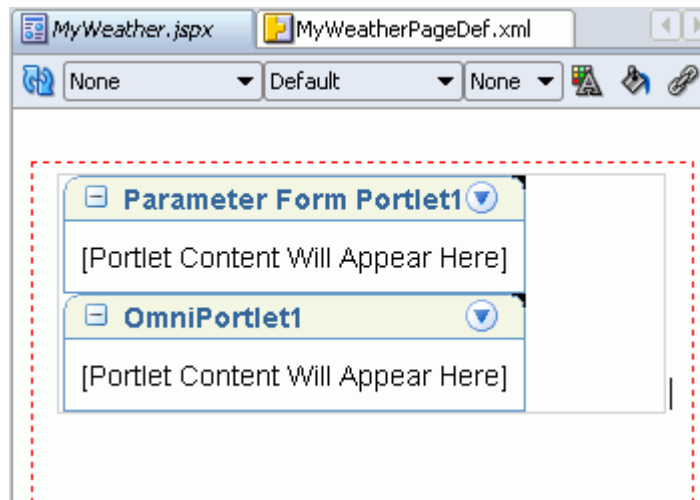 MyWeather.jspx MyWeatherPageDef.xml
None Default None
Parameter Form Portlet1
[Portlet Content Will Appear Here]
OmniPortlet1
[Portlet Content Will Appear Here]